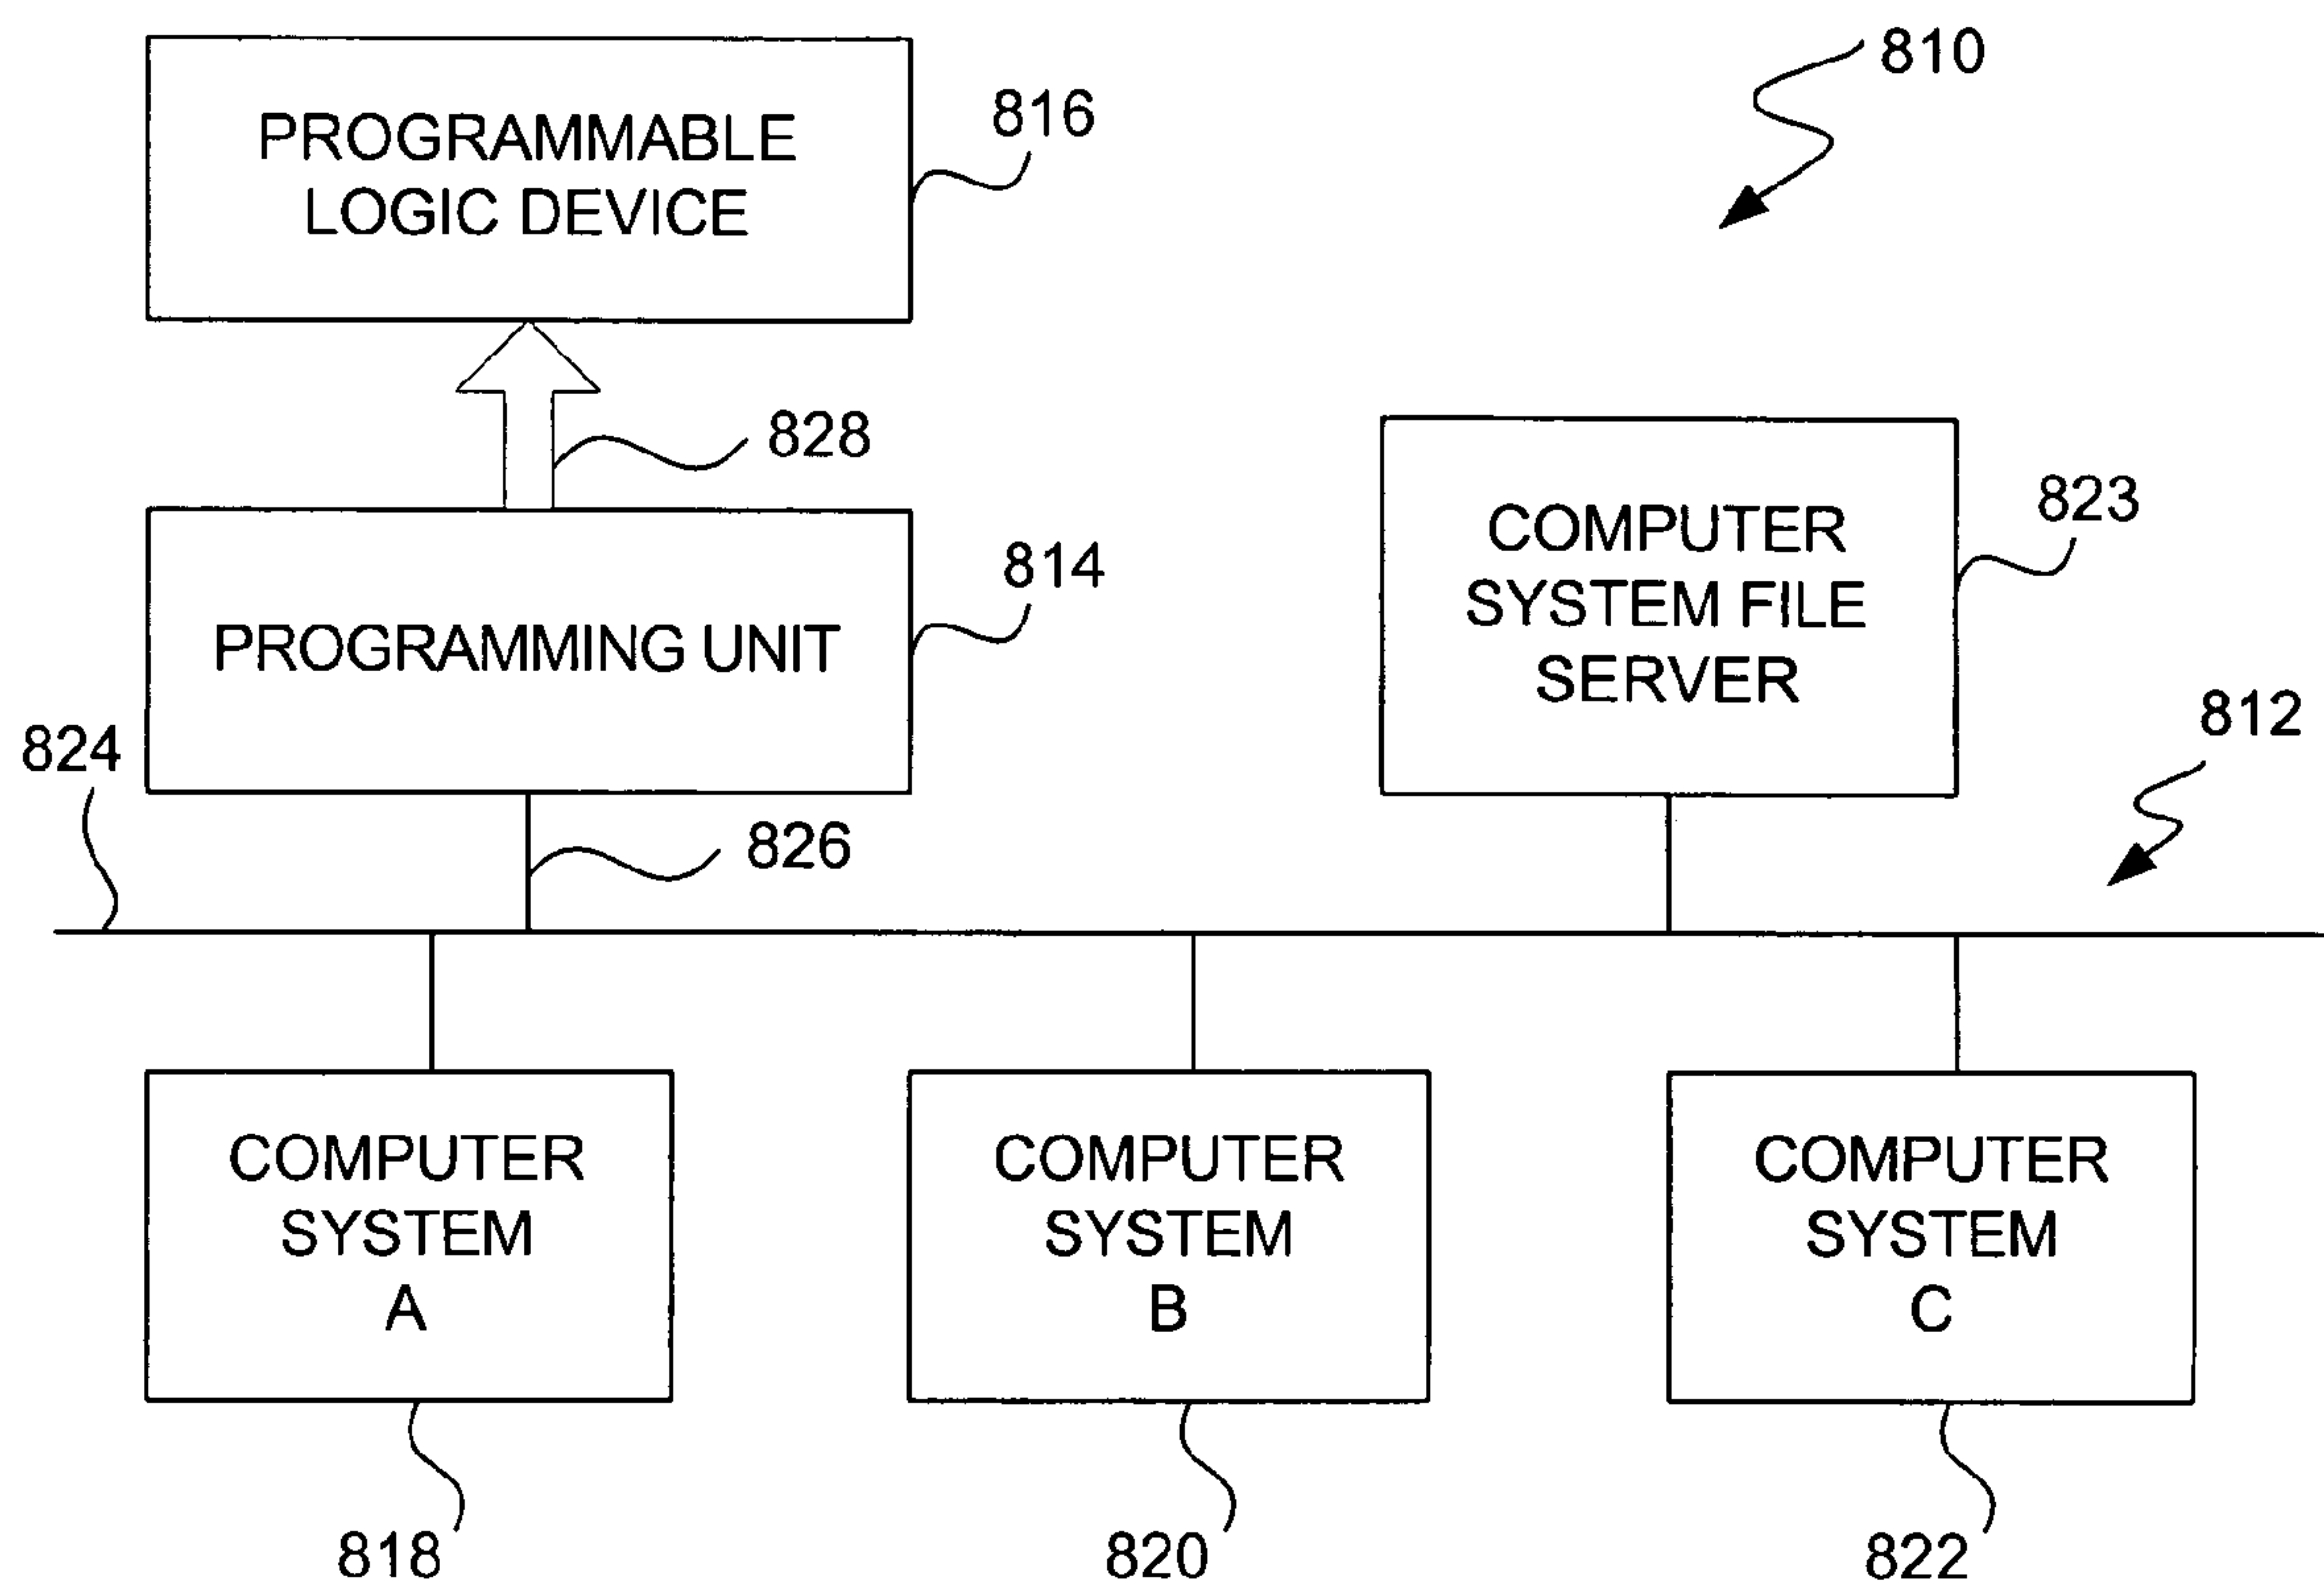 810
PROGRAMMABLE
LOGIC DEVICE
816
828
PROGRAMMING UNIT
814
COMPUTER
SYSTEM FILE
SERVER
823
812
824
826
COMPUTER
SYSTEM
A
COMPUTER
SYSTEM
B
COMPUTER
SYSTEM
C
818
820
822